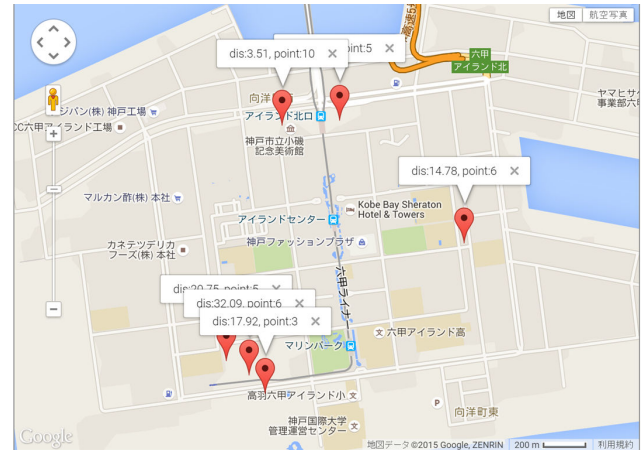 地図 航空写真
dis:3.51, point:10 ×
point:5 ×
六甲
アイランド北
向洋町
ジパン(株) 神戸工場
アイランド北口
CC六甲アイランド工場
神戸市立小磯
記念美術館
ヤマヒサ
事業部六
dis:14.78, point:6 ×
マルカン酢(株) 本社
Kobe Bay Sheraton
Hotel & Towers
アイランドセンター
カネテツデリカ
フーズ(株) 本社
神戸ファッションプラザ
六甲ライナー
dis:20.75, point:5 ×
dis:32.09, point:6 ×
dis:17.92, point:3 ×
マリンパーク
六甲アイランド高
高羽六甲アイランド小
向洋町東
神戸国際大学
管理運営センター
P
Google
地図データ ©2015 Google, ZENRIN 200 m 利用規約